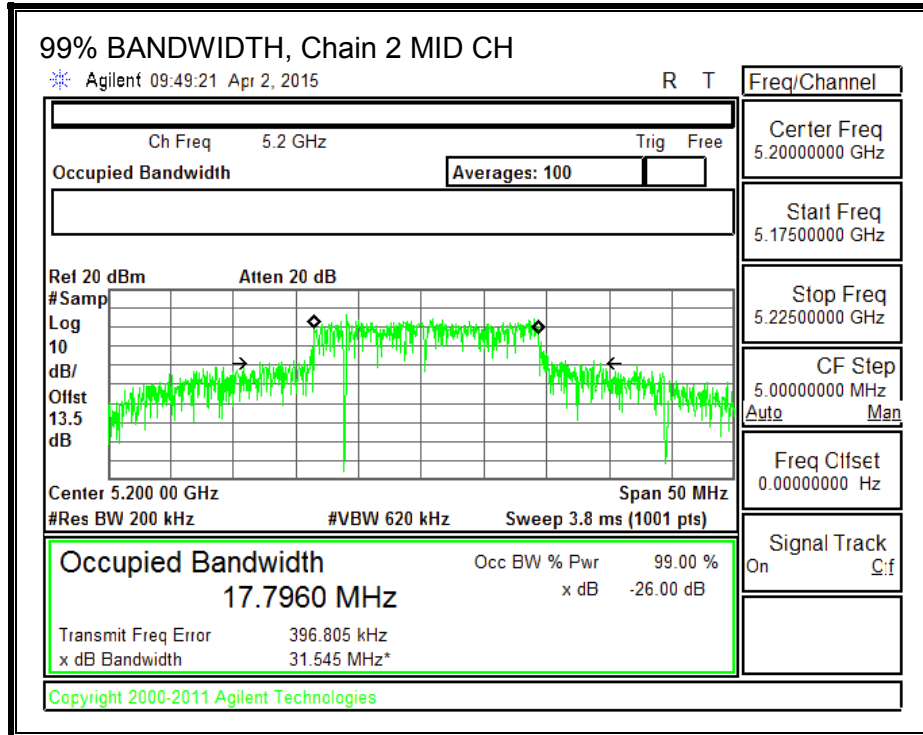 99% BANDWIDTH, Chain 2 MID CH
Agilent 09:49:21 Apr 2, 2015 R T
Freq/Channel
Ch Freq 5.2 GHz Trig Free
Occupied Bandwidth Averages: 100
Center Freq
5.20000000 GHz
Start Freq
5.17500000 GHz
Stop Freq
5.22500000 GHz
CF Step
5.00000000 MHz
Auto Man
Freq Offset
0.00000000 Hz
Signal Track
On Off
Ref 20 dBm Atten 20 dB
#Samp
Log
10
dB/
Offst
13.5
dB
Center 5.200 00 GHz Span 50 MHz
#Res BW 200 kHz #VBW 620 kHz Sweep 3.8 ms (1001 pts)
Occupied Bandwidth Occ BW % Pwr 99.00 %
17.7960 MHz x dB -26.00 dB
Transmit Freq Error 396.805 kHz
x dB Bandwidth 31.545 MHz*
Copyright 2000-2011 Agilent Technologies